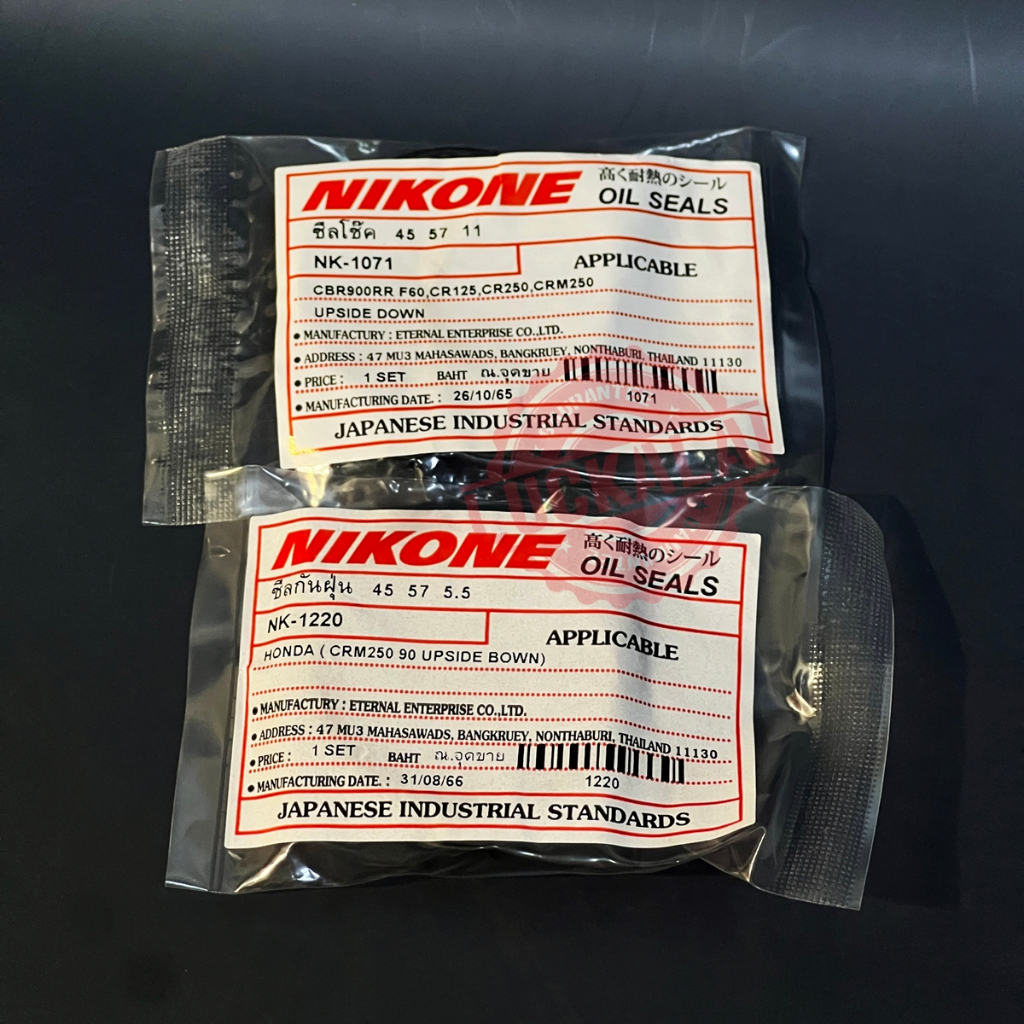 NIKONE 高く耐熱のシール
OIL SEALS
ซีลโช๊ค 45 57 11
NK-1071 APPLICABLE
CBR900RR F60,CR125,CR250,CRM250
UPSIDE DOWN
• MANUFACTURY : ETERNAL ENTERPRISE CO.,LTD.
• ADDRESS : 47 MU3 MAHASAWADS, BANGKRUEY, NONTHABURI, THAILAND 11130
• PRICE : 1 SET BAHT ณ.จุดขาย
• MANUFACTURING DATE. : 26/10/65 1071
JAPANESE INDUSTRIAL STANDARDS
NIKONE 高く耐熱のシール
OIL SEALS
ซีลกันฝุ่น 45 57 5.5
NK-1220 APPLICABLE
HONDA ( CRM250 90 UPSIDE BOWN)
• MANUFACTURY : ETERNAL ENTERPRISE CO.,LTD.
• ADDRESS : 47 MU3 MAHASAWADS, BANGKRUEY, NONTHABURI, THAILAND 11130
• PRICE : 1 SET BAHT ณ.จุดขาย
• MANUFACTURING DATE. : 31/08/66 1220
JAPANESE INDUSTRIAL STANDARDS